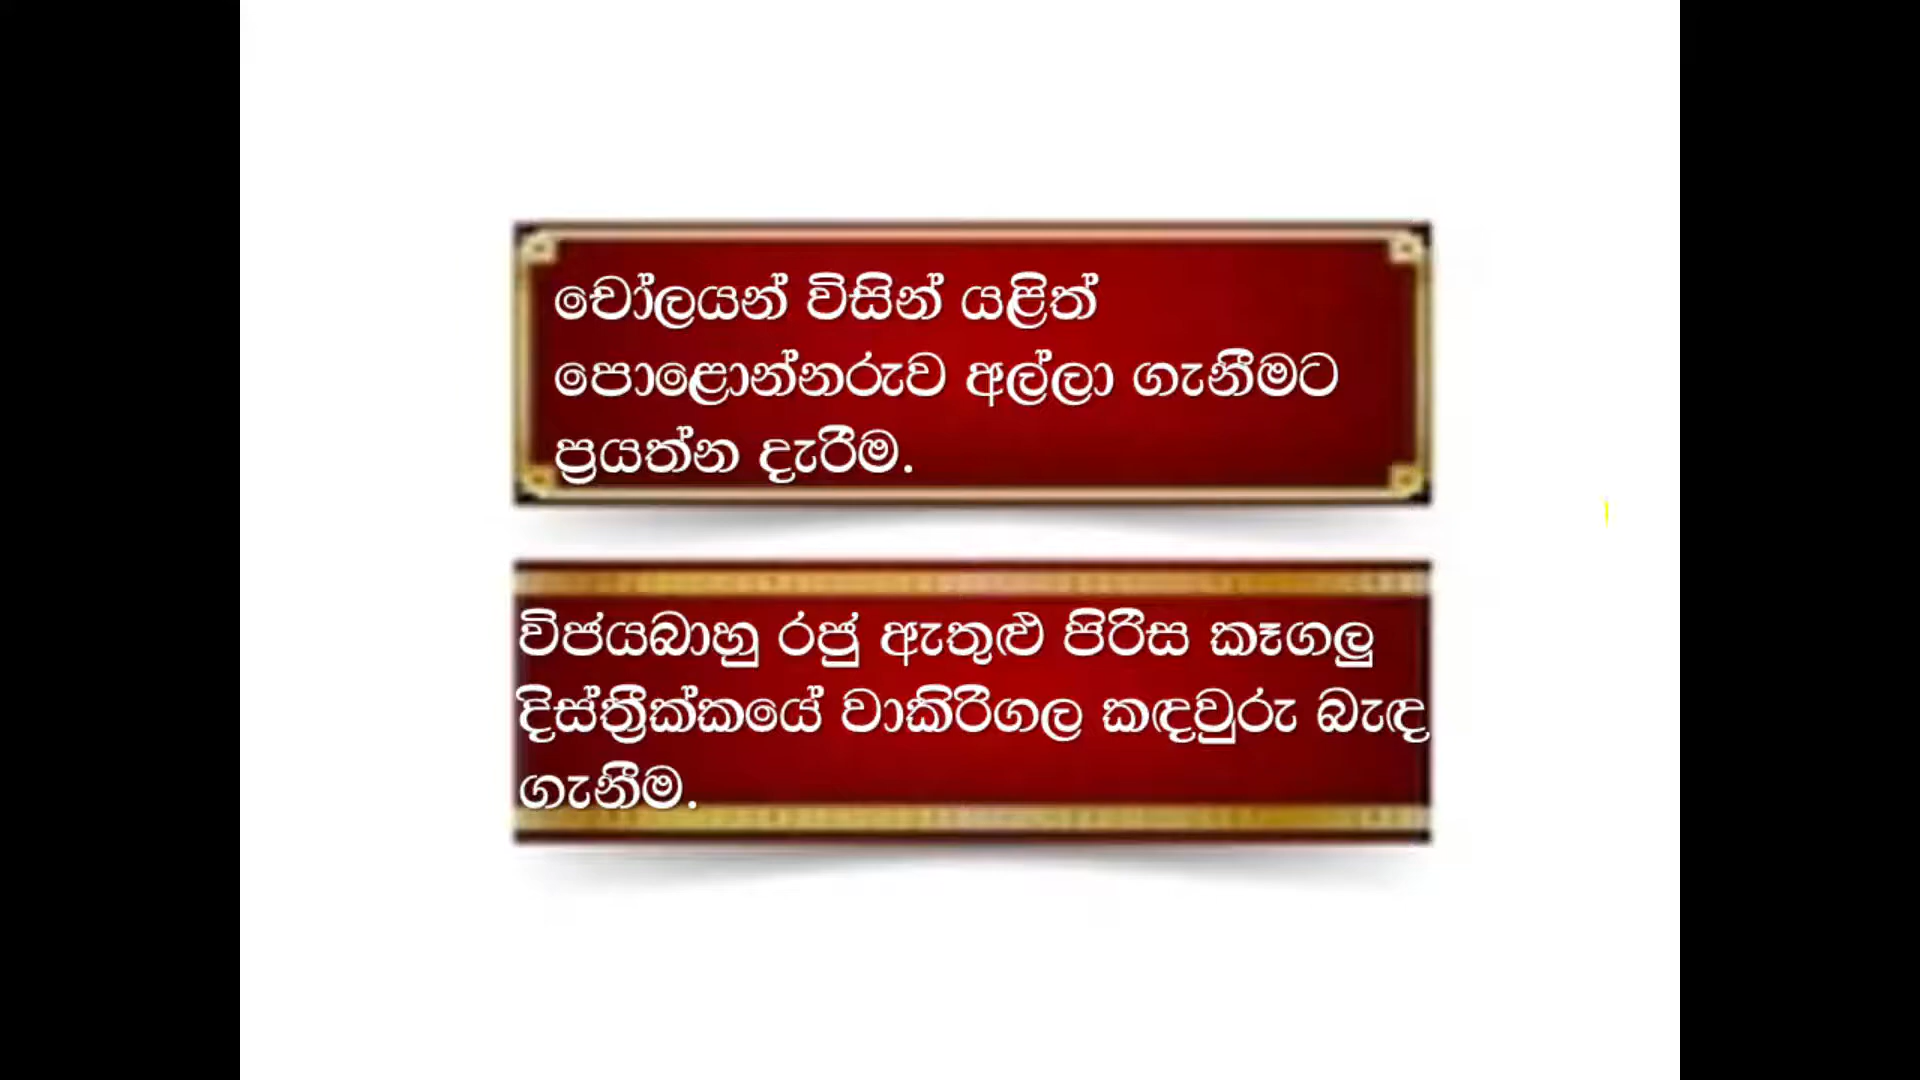 චෝලයන් විසින් යළිත්
පොළොන්නරුව අල්ලා ගැනීමට
ප්‍රයත්න දැරීම.
විජයබාහු රජු ඇතුළු පිරිස කෑගලු
දිස්ත්‍රීක්කයේ වාකිරිගල කඳවුරු බැඳ
ගැනීම.